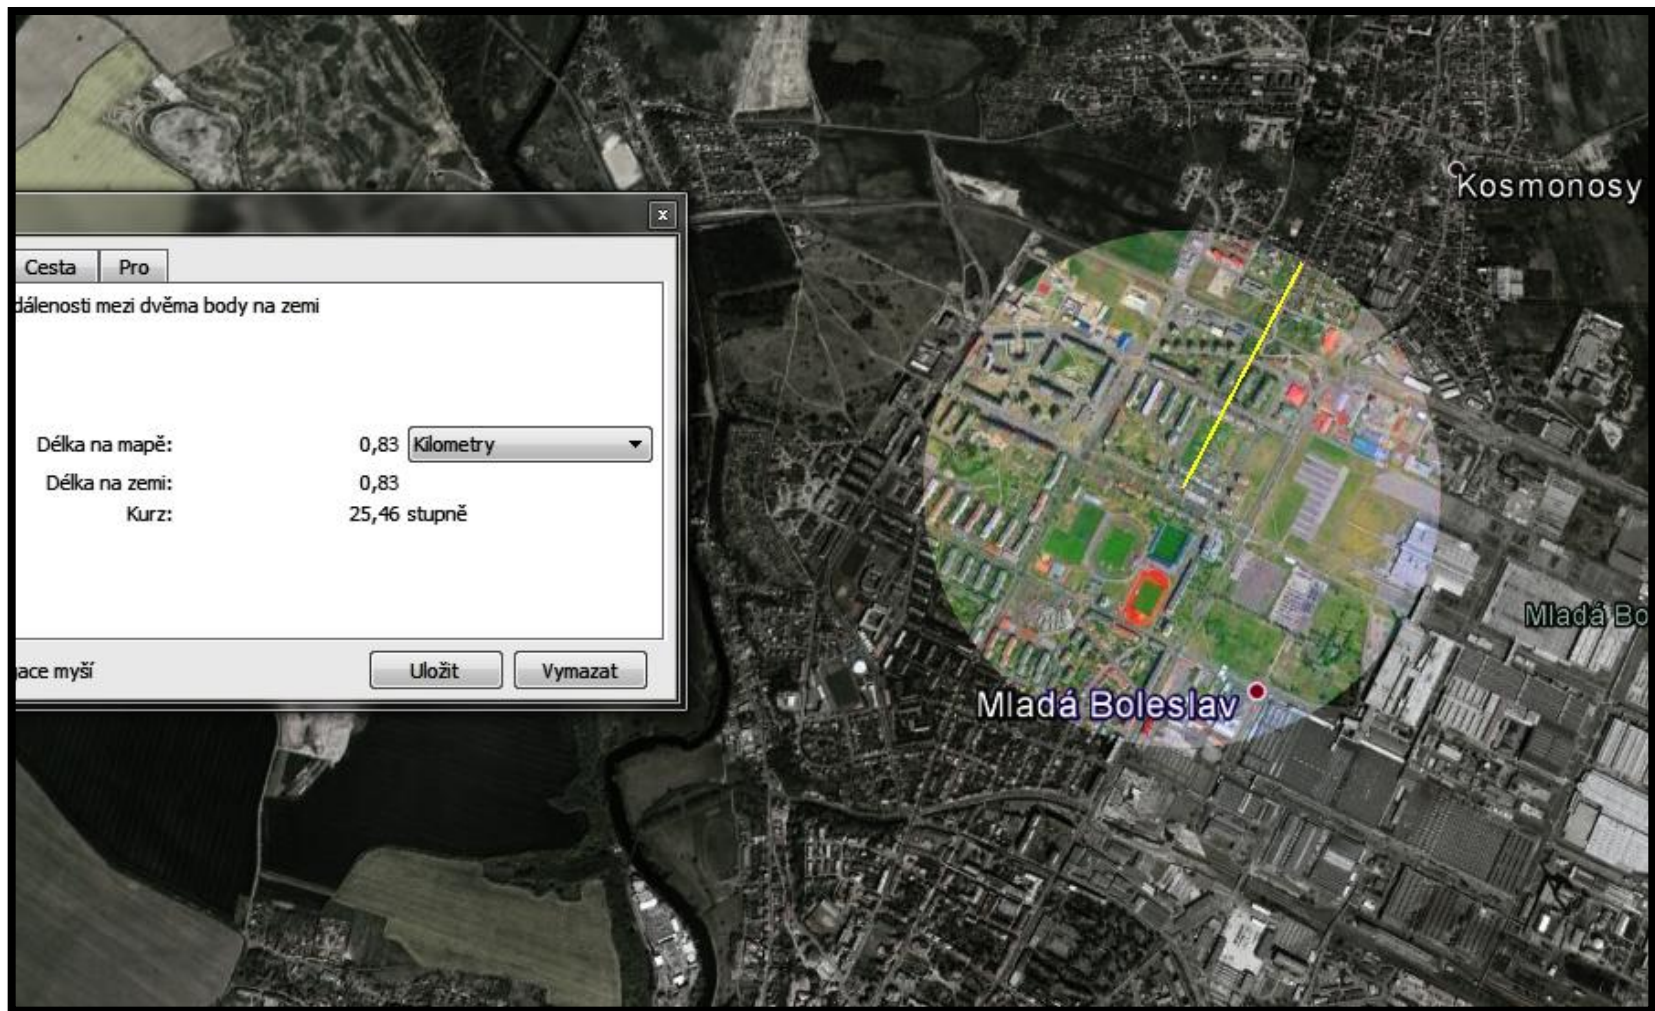 Kosmonosy
x
Cesta
Pro
dálenosti mezi dvěma body na zemi
Délka na mapě: 0,83 Kilometry
Délka na zemi: 0,83
Kurz: 25,46 stupně
Mladá Bo
ace myší
Uložit
Vymazat
Mladá Boleslav